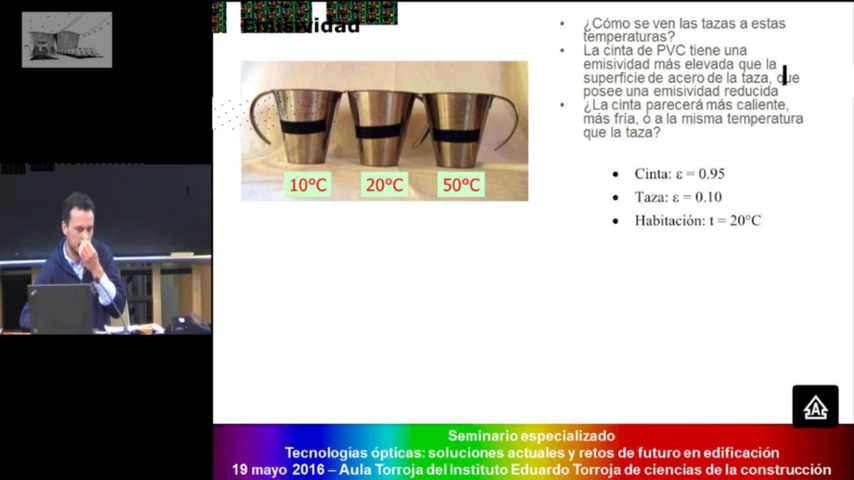 Emisividad
¿Cómo se ven las tazas a estas
temperaturas?
La cinta de PVC tiene una
emisividad más elevada que la
superficie de acero de la taza, que
posee una emisividad reducida
¿La cinta parecerá más caliente,
más fría, o a la misma temperatura
que la taza?
10°C 20°C 50°C
Cinta: ε = 0.95
Taza: ε = 0.10
Habitación: t = 20°C
A
Seminario especializado
Tecnologías ópticas: soluciones actuales y retos de futuro en edificación
19 mayo 2016 – Aula Torroja del Instituto Eduardo Torroja de ciencias de la construcción